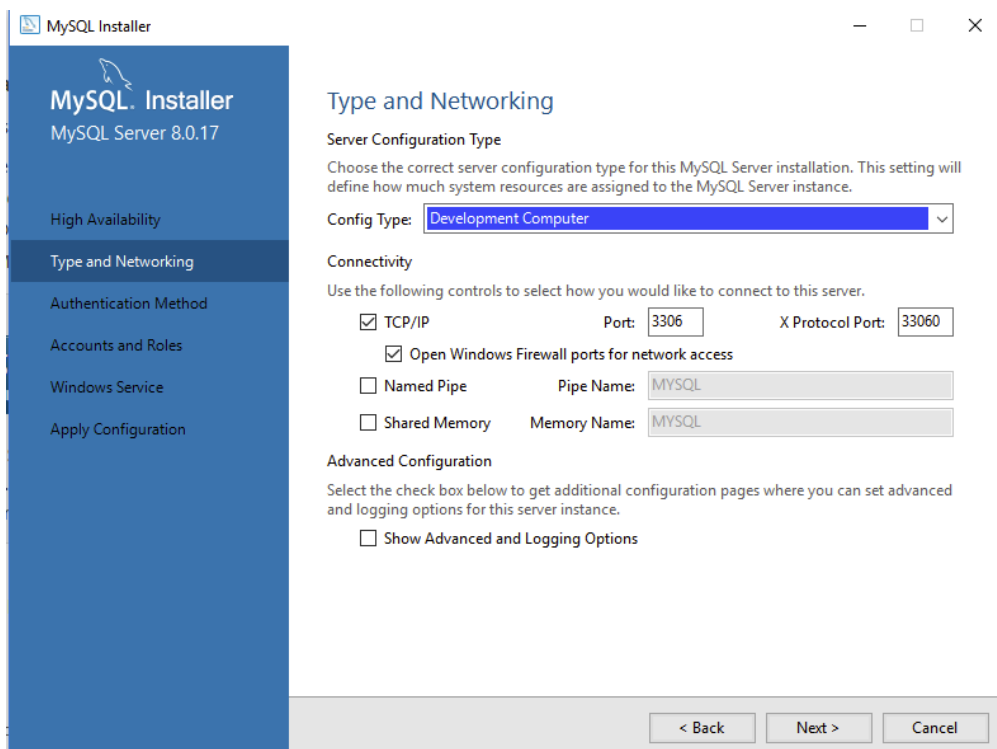 MySQL Installer
MySQL. Installer
MySQL Server 8.0.17
High Availability
Type and Networking
Authentication Method
Accounts and Roles
Windows Service
Apply Configuration
Type and Networking
Server Configuration Type
Choose the correct server configuration type for this MySQL Server installation. This setting will
define how much system resources are assigned to the MySQL Server instance.
Config Type: Development Computer
Connectivity
Use the following controls to select how you would like to connect to this server.
TCP/IP Port: 3306 X Protocol Port: 33060
Open Windows Firewall ports for network access
Named Pipe Pipe Name: MYSQL
Shared Memory Memory Name: MYSQL
Advanced Configuration
Select the check box below to get additional configuration pages where you can set advanced
and logging options for this server instance.
Show Advanced and Logging Options
< Back Next > Cancel